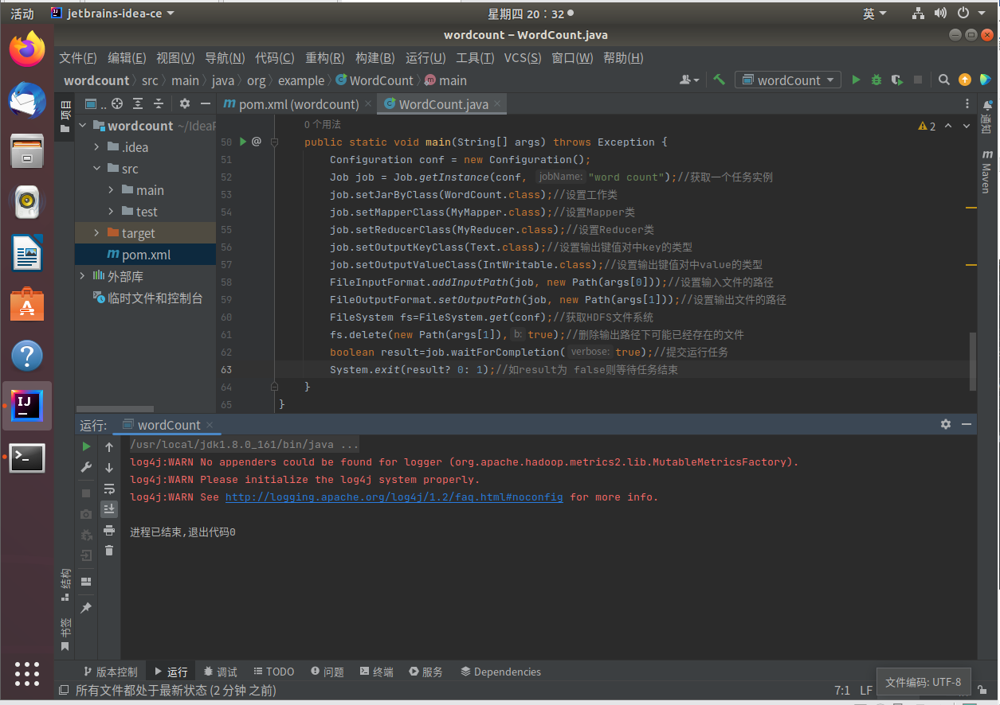 活动 jetbrains-idea-ce 星期四 20：32 英
wordcount – WordCount.java
文件(F) 编辑(E) 视图(V) 导航(N) 代码(C) 重构(R) 构建(B) 运行(U) 工具(T) VCS(S) 窗口(W) 帮助(H)
wordcount src main java org example WordCount main wordCount
项目 .. pom.xml (wordcount) WordCount.java 通知
wordcount ~/IdeaP
.idea
src
main
test
target
pom.xml
外部库
临时文件和控制台
Maven
2
0 个用法
50 @ public static void main(String[] args) throws Exception {
51 Configuration conf = new Configuration();
52 Job job = Job.getInstance(conf, jobName: "word count");//获取一个任务实例
53 job.setJarByClass(WordCount.class);//设置工作类
54 job.setMapperClass(MyMapper.class);//设置Mapper类
55 job.setReducerClass(MyReducer.class);//设置Reducer类
56 job.setOutputKeyClass(Text.class);//设置输出键值对中key的类型
57 job.setOutputValueClass(IntWritable.class);//设置输出键值对中value的类型
58 FileInputFormat.addInputPath(job, new Path(args[0]));//设置输入文件的路径
59 FileOutputFormat.setOutputPath(job, new Path(args[1]));//设置输出文件的路径
60 FileSystem fs=FileSystem.get(conf);//获取HDFS文件系统
61 fs.delete(new Path(args[1]), b: true);//删除输出路径下可能已经存在的文件
62 boolean result=job.waitForCompletion( verbose: true);//提交运行任务
63 System.exit(result? 0: 1);//如result为 false则等待任务结束
64 }
65 }
运行: wordCount
/usr/local/jdk1.8.0_161/bin/java ...
log4j:WARN No appenders could be found for logger (org.apache.hadoop.metrics2.lib.MutableMetricsFactory).
log4j:WARN Please initialize the log4j system properly.
log4j:WARN See http://logging.apache.org/log4j/1.2/faq.html#noconfig for more info.
进程已结束,退出代码0
结构
书签
版本控制 运行 调试 TODO 问题 终端 服务 Dependencies
所有文件都处于最新状态 (2 分钟 之前) 7:1 LF
文件编码: UTF-8